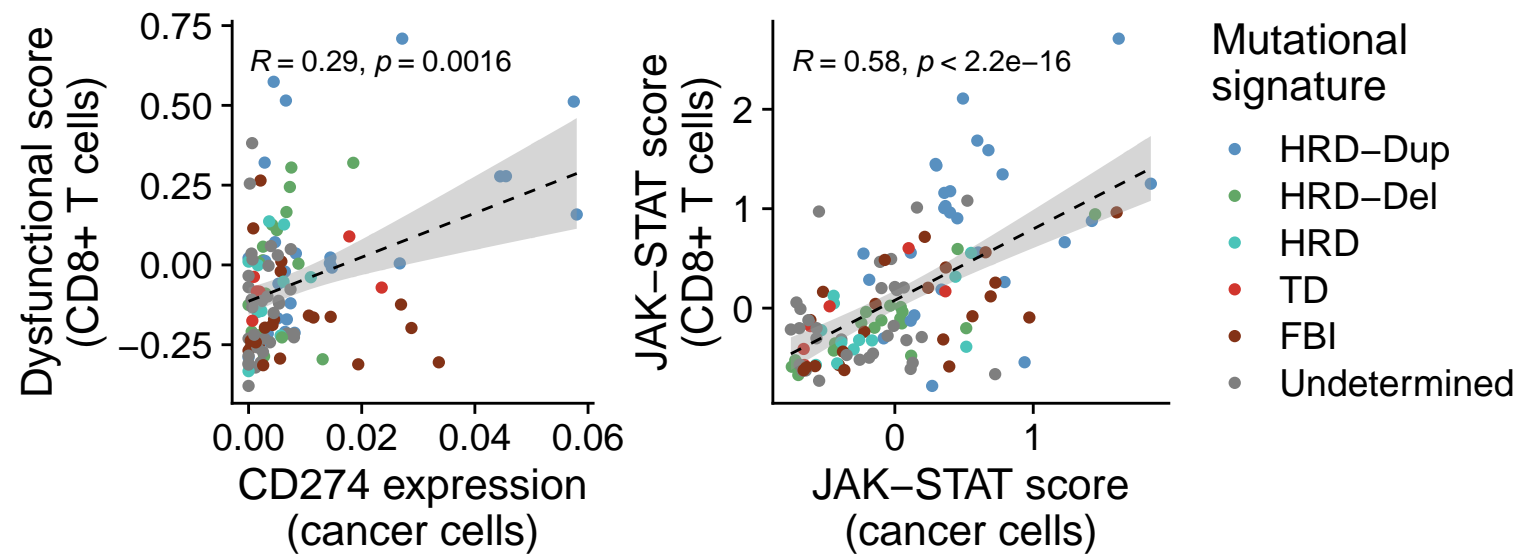 Dysfunctional score
(CD8+ T cells)
0.75
0.50
0.25
0.00
−0.25
R = 0.29, p = 0.0016
0.00 0.02 0.04 0.06
CD274 expression
(cancer cells)
JAK−STAT score
(CD8+ T cells)
2
1
0
R = 0.58, p < 2.2e−16
0 1
JAK−STAT score
(cancer cells)
Mutational
signature
HRD−Dup
HRD−Del
HRD
TD
FBI
Undetermined